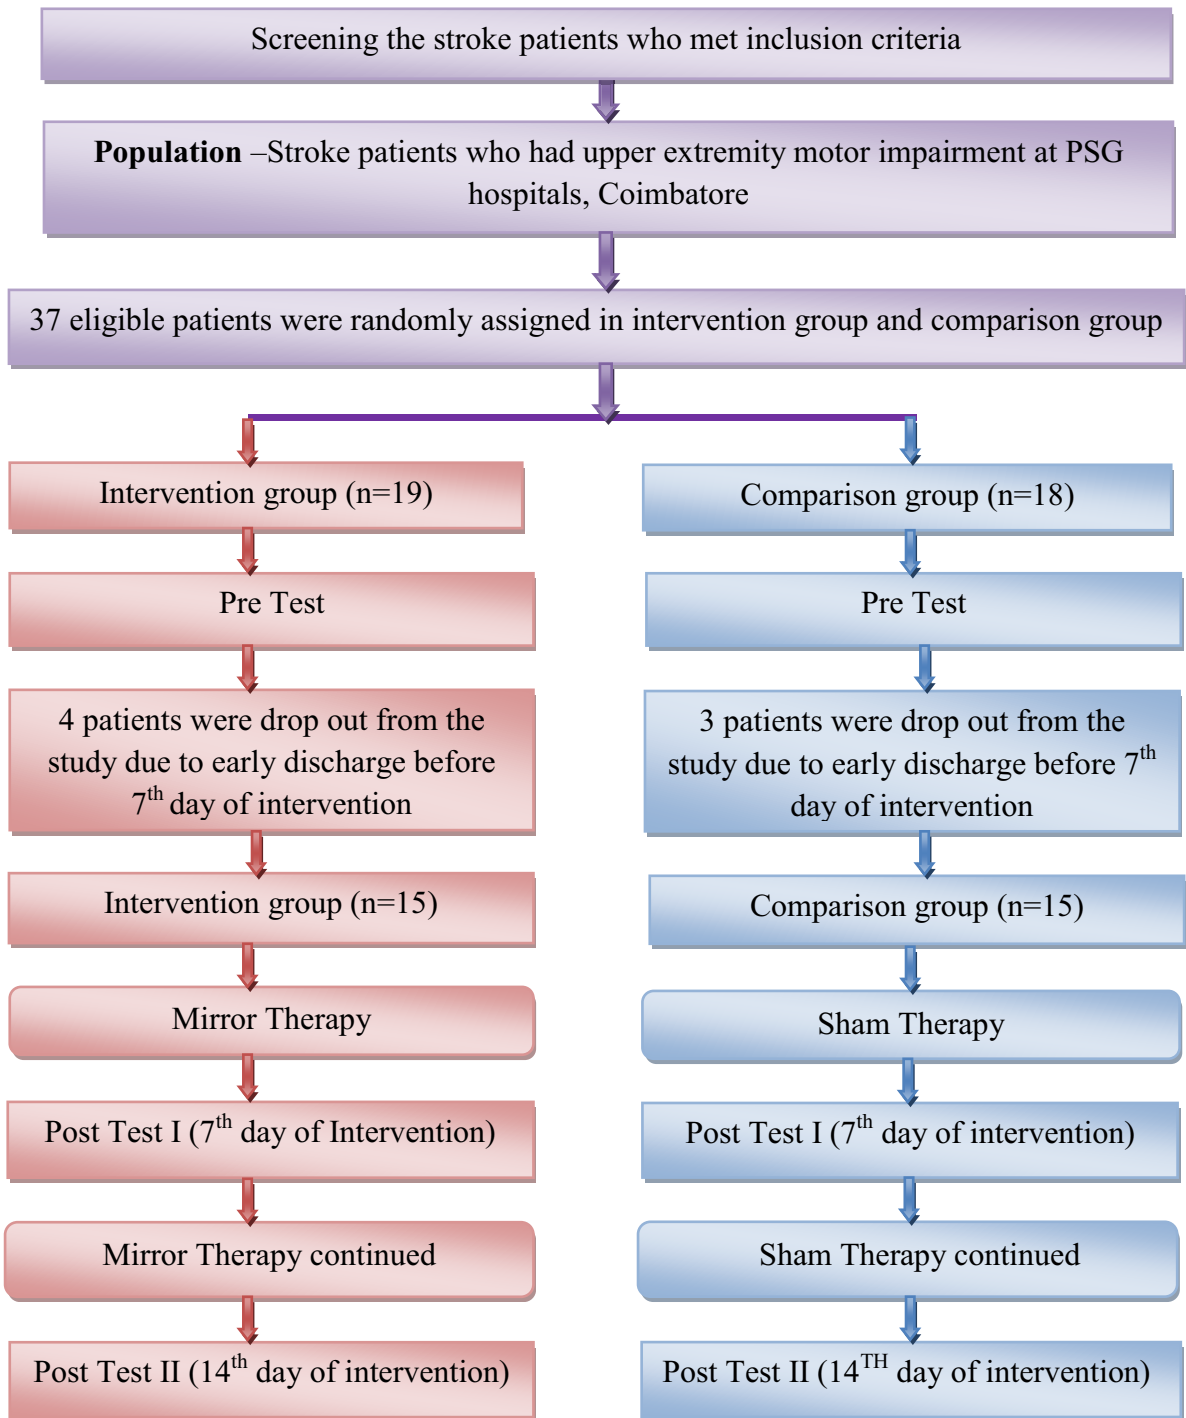 Screening the stroke patients who met inclusion criteria
Population –Stroke patients who had upper extremity motor impairment at PSG
hospitals, Coimbatore
37 eligible patients were randomly assigned in intervention group and comparison group
Intervention group (n=19)
Pre Test
4 patients were drop out from the
study due to early discharge before
7th day of intervention
Intervention group (n=15)
Mirror Therapy
Post Test I (7th day of Intervention)
Mirror Therapy continued
Post Test II (14th day of intervention)
Comparison group (n=18)
Pre Test
3 patients were drop out from the
study due to early discharge before 7th
day of intervention
Comparison group (n=15)
Sham Therapy
Post Test I (7th day of intervention)
Sham Therapy continued
Post Test II (14TH day of intervention)